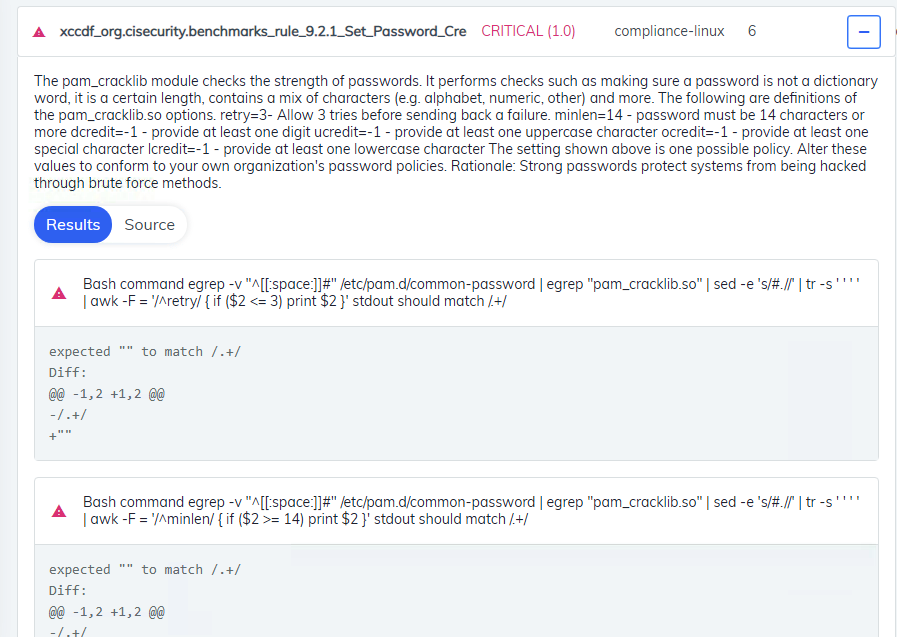 xccdf_org.cisecurity.benchmarks_rule_9.2.1_Set_Password_Cre CRITICAL (1.0) compliance-linux 6
The pam_cracklib module checks the strength of passwords. It performs checks such as making sure a password is not a dictionary
word, it is a certain length, contains a mix of characters (e.g. alphabet, numeric, other) and more. The following are definitions of
the pam_cracklib.so options. retry=3- Allow 3 tries before sending back a failure. minlen=14 - password must be 14 characters or
more dcredit=-1 - provide at least one digit ucredit=-1 - provide at least one uppercase character ocredit=-1 - provide at least one
special character lcredit=-1 - provide at least one lowercase character The setting shown above is one possible policy. Alter these
values to conform to your own organization's password policies. Rationale: Strong passwords protect systems from being hacked
through brute force methods.
Results Source
Bash command egrep -v "^[[:space:]]#" /etc/pam.d/common-password | egrep "pam_cracklib.so" | sed -e 's/#.//' | tr -s ' ' ' '
| awk -F = '/^retry/ { if ($2 <= 3) print $2 }' stdout should match /.+/
expected "" to match /.+/
Diff:
@@ -1,2 +1,2 @@
-/.+/
+""
Bash command egrep -v "^[[:space:]]#" /etc/pam.d/common-password | egrep "pam_cracklib.so" | sed -e 's/#.//' | tr -s ' ' ' '
| awk -F = '/^minlen/ { if ($2 >= 14) print $2 }' stdout should match /.+/
expected "" to match /.+/
Diff:
@@ -1,2 +1,2 @@
-/.+/